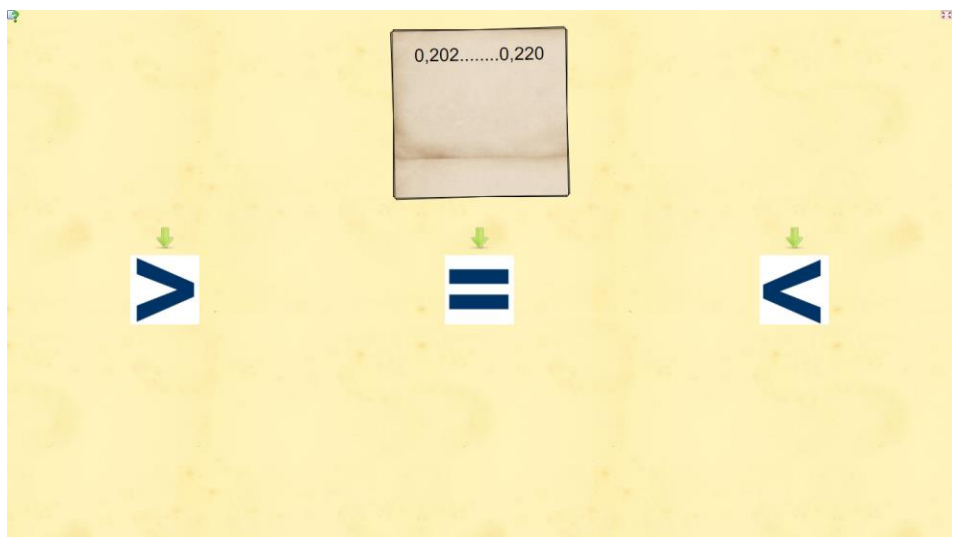 0,202........0,220
> = <